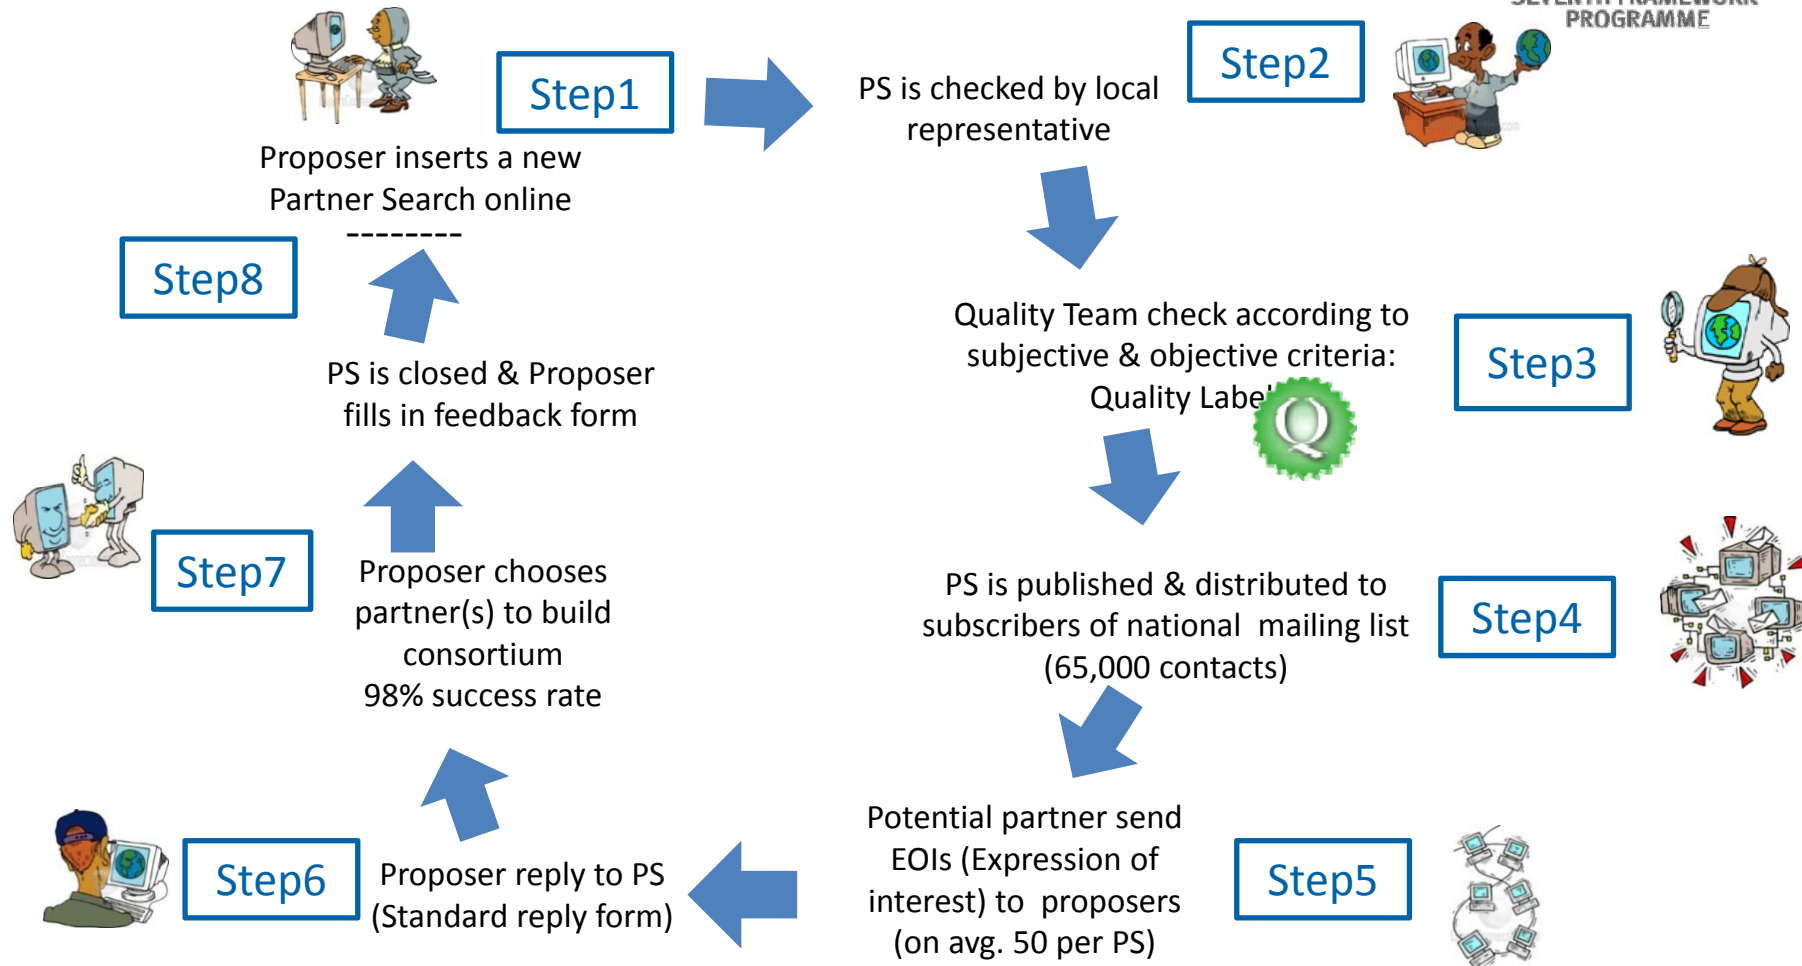 SEVENTH FRAMEWORK
PROGRAMME
Step1
Proposer inserts a new
Partner Search online
--------
Step2
PS is checked by local
representative
Step3
Quality Team check according to
subjective & objective criteria:
Quality Label
Q
Step4
PS is published & distributed to
subscribers of national mailing list
(65,000 contacts)
Step5
Potential partner send
EOIs (Expression of
interest) to proposers
(on avg. 50 per PS)
Step6
Proposer reply to PS
(Standard reply form)
Step7
Proposer chooses
partner(s) to build
consortium
98% success rate
Step8
PS is closed & Proposer
fills in feedback form